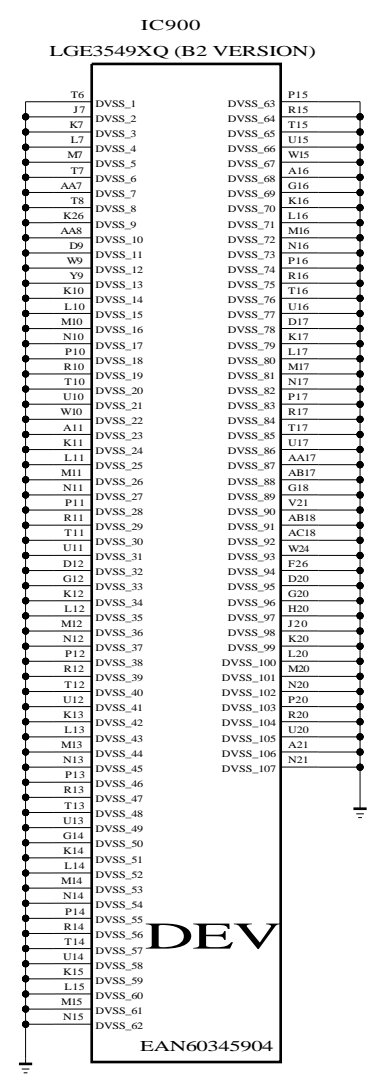 IC900
LGE3549XQ (B2 VERSION)
T6 DVSS_1 DVSS_63 P15
J7 DVSS_2 DVSS_64 R15
K7 DVSS_3 DVSS_65 T15
L7 DVSS_4 DVSS_66 U15
M7 DVSS_5 DVSS_67 W15
T7 DVSS_6 DVSS_68 A16
AA7 DVSS_7 DVSS_69 G16
T8 DVSS_8 DVSS_70 K16
K26 DVSS_9 DVSS_71 L16
AA8 DVSS_10 DVSS_72 M16
D9 DVSS_11 DVSS_73 N16
W9 DVSS_12 DVSS_74 P16
Y9 DVSS_13 DVSS_75 R16
K10 DVSS_14 DVSS_76 T16
L10 DVSS_15 DVSS_77 U16
M10 DVSS_16 DVSS_78 D17
N10 DVSS_17 DVSS_79 K17
P10 DVSS_18 DVSS_80 L17
R10 DVSS_19 DVSS_81 M17
T10 DVSS_20 DVSS_82 N17
U10 DVSS_21 DVSS_83 P17
W10 DVSS_22 DVSS_84 R17
A11 DVSS_23 DVSS_85 T17
K11 DVSS_24 DVSS_86 U17
L11 DVSS_25 DVSS_87 AA17
M11 DVSS_26 DVSS_88 AB17
N11 DVSS_27 DVSS_89 G18
P11 DVSS_28 DVSS_90 V21
R11 DVSS_29 DVSS_91 AB18
T11 DVSS_30 DVSS_92 AC18
U11 DVSS_31 DVSS_93 W24
D12 DVSS_32 DVSS_94 F26
G12 DVSS_33 DVSS_95 D20
K12 DVSS_34 DVSS_96 G20
L12 DVSS_35 DVSS_97 H20
M12 DVSS_36 DVSS_98 J20
N12 DVSS_37 DVSS_99 K20
P12 DVSS_38 DVSS_100 L20
R12 DVSS_39 DVSS_101 M20
T12 DVSS_40 DVSS_102 N20
U12 DVSS_41 DVSS_103 P20
K13 DVSS_42 DVSS_104 R20
L13 DVSS_43 DVSS_105 U20
M13 DVSS_44 DVSS_106 A21
N13 DVSS_45 DVSS_107 N21
P13 DVSS_46
R13 DVSS_47
T13 DVSS_48
U13 DVSS_49
G14 DVSS_50
K14 DVSS_51
L14 DVSS_52
M14 DVSS_53
N14 DVSS_54
P14 DVSS_55
R14 DVSS_56
T14 DVSS_57
U14 DVSS_58
K15 DVSS_59
L15 DVSS_60
M15 DVSS_61
N15 DVSS_62
DEV
EAN60345904